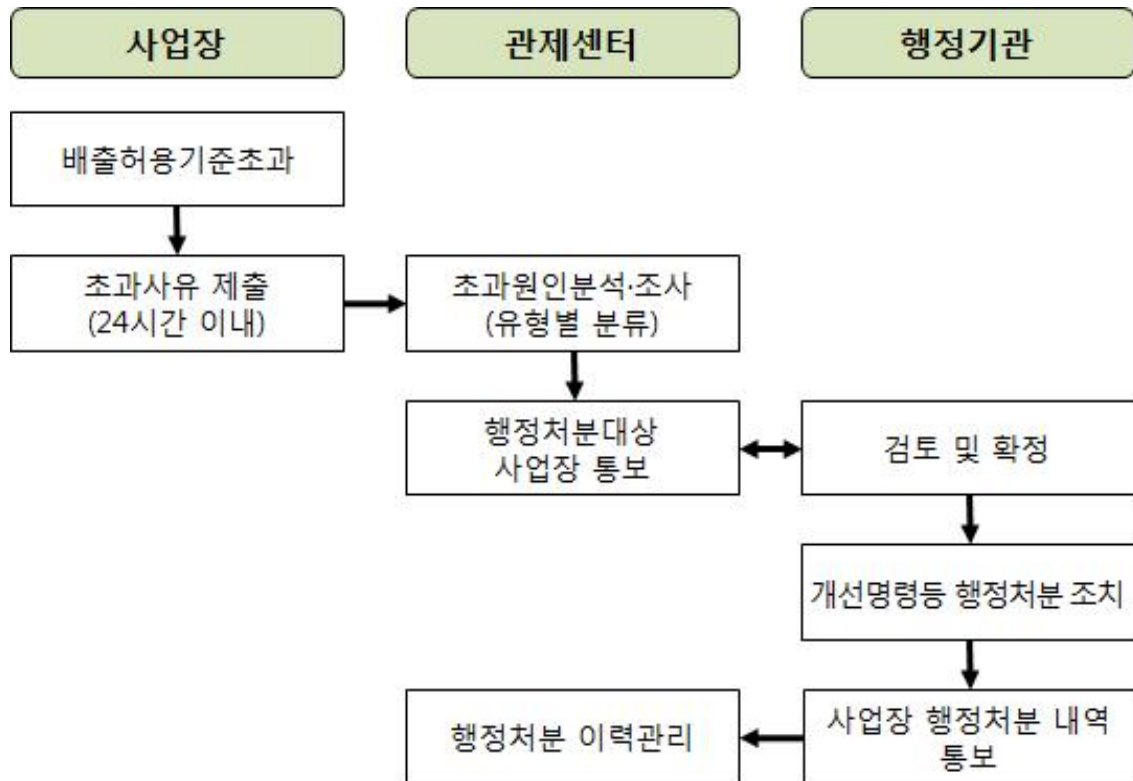 사업장
관제센터
행정기관
배출허용기준초과
초과사유 제출
(24시간 이내)
초과원인분석·조사
(유형별 분류)
행정처분대상
사업장 통보
검토 및 확정
개선명령등 행정처분 조치
행정처분 이력관리
사업장 행정처분 내역
통보